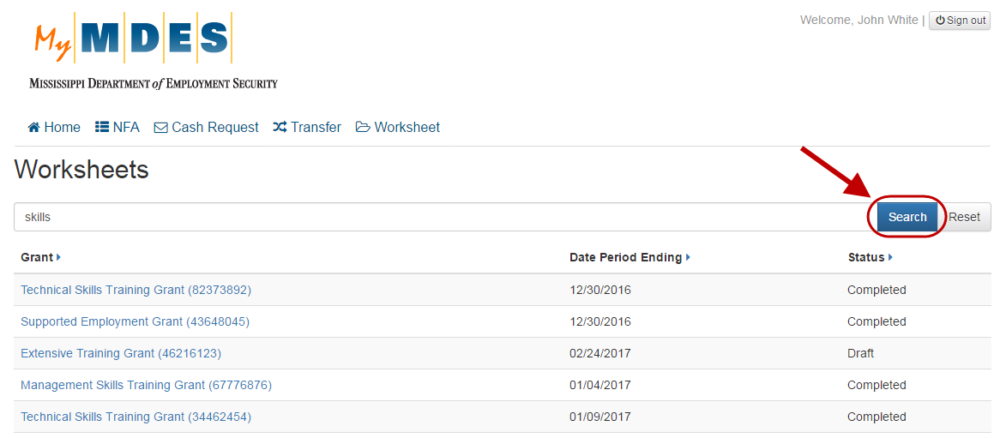 Welcome, John White | Sign out
My MDES
MISSISSIPPI DEPARTMENT of EMPLOYMENT SECURITY
Home NFA Cash Request Transfer Worksheet
Worksheets
skills Search Reset
Grant Date Period Ending Status
Technical Skills Training Grant (82373892) 12/30/2016 Completed
Supported Employment Grant (43648045) 12/30/2016 Completed
Extensive Training Grant (46216123) 02/24/2017 Draft
Management Skills Training Grant (67776876) 01/04/2017 Completed
Technical Skills Training Grant (34462454) 01/09/2017 Completed